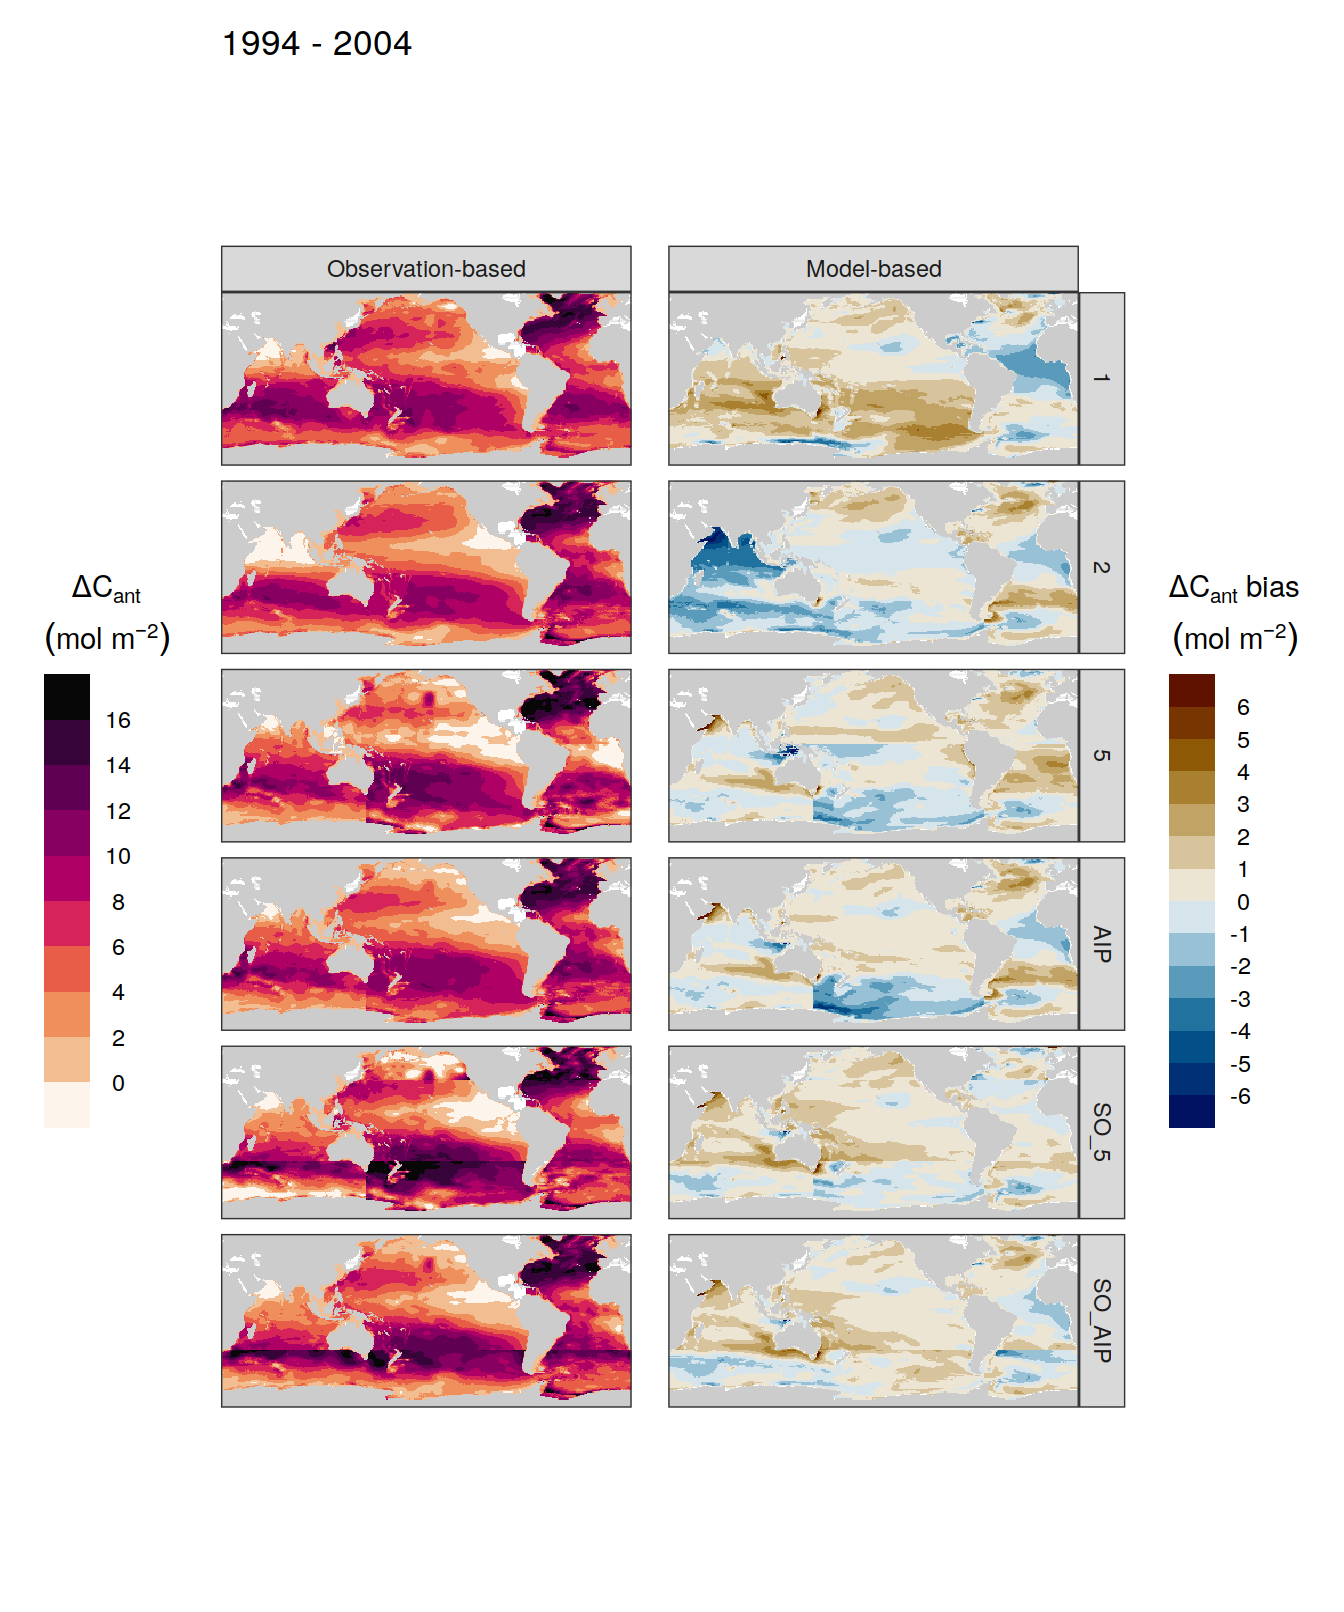 1994 - 2004
Observation-based
Model-based
1
2
5
AIP
SO_5
SO_AIP
ΔCant
(mol m−2)
16
14
12
10
8
6
4
2
0
ΔCant bias
(mol m−2)
6
5
4
3
2
1
0
-1
-2
-3
-4
-5
-6